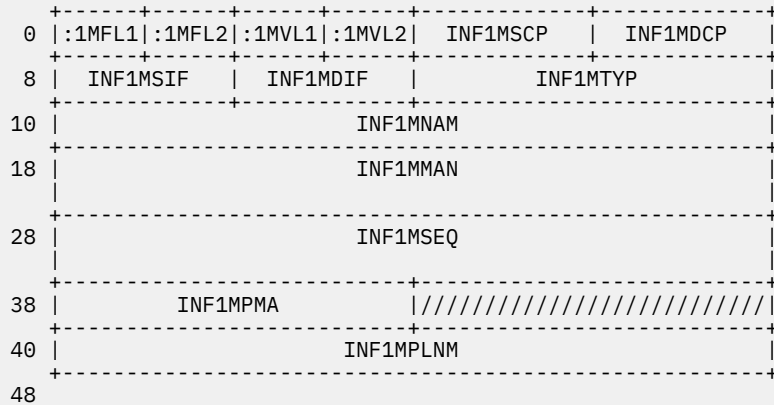 +------+------+------+------+-------------+-------------+
0 |:1MFL1|:1MFL2|:1MVL1|:1MVL2| INF1MSCP | INF1MDCP |
+------+------+------+------+-------------+-------------+
8 | INF1MSIF | INF1MDIF | INF1MTYP |
+-------------+-------------+---------------------------+
10 | INF1MNAM |
+-------------------------------------------------------+
18 | INF1MMAN |
| |
+-------------------------------------------------------+
28 | INF1MSEQ |
| |
+---------------------------+---------------------------+
38 | INF1MPMA |///////////////////////////|
+---------------------------+---------------------------+
40 | INF1MPLNM |
+-------------------------------------------------------+
48